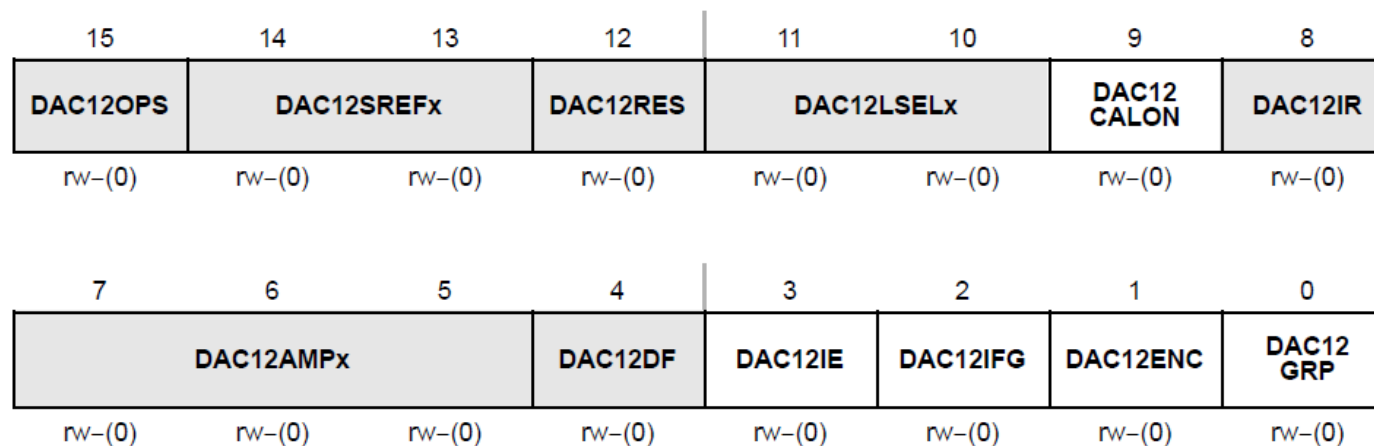 15 14 13 12 11 10 9 8
DAC12OPS DAC12SREFx DAC12RES DAC12LSELx DAC12 CALON DAC12IR
rw−(0) rw−(0) rw−(0) rw−(0) rw−(0) rw−(0) rw−(0) rw−(0)
7 6 5 4 3 2 1 0
DAC12AMPx DAC12DF DAC12IE DAC12IFG DAC12ENC DAC12 GRP
rw−(0) rw−(0) rw−(0) rw−(0) rw−(0) rw−(0) rw−(0) rw−(0)